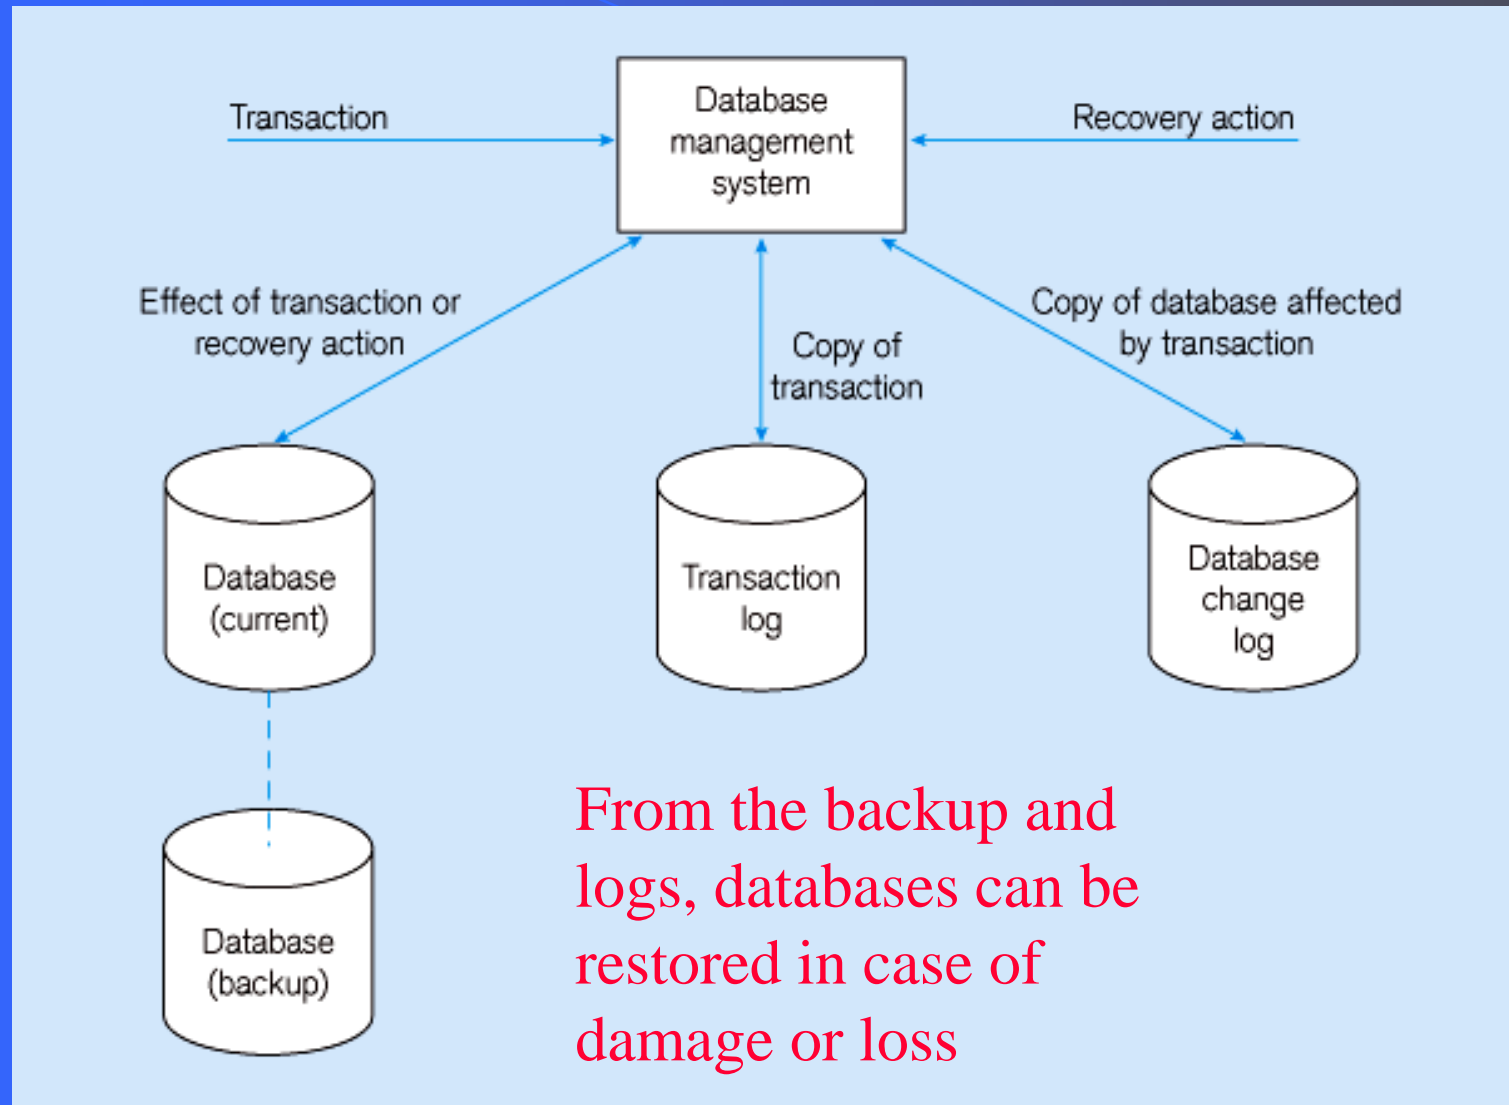 Database
management
system
Transaction
Recovery action
Effect of transaction or
recovery action
Copy of
transaction
Copy of database affected
by transaction
Database
(current)
Transaction
log
Database
change
log
Database
(backup)
From the backup and
logs, databases can be
restored in case of
damage or loss